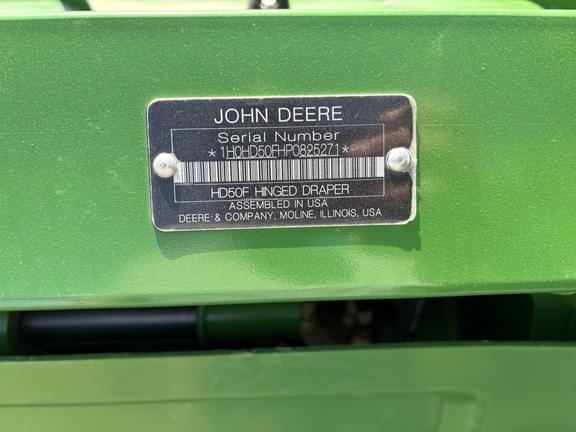 JOHN DEERE
Serial Number
*1H0HD50FHP0825271*
HD50F HINGED DRAPER
ASSEMBLED IN USA
DEERE & COMPANY, MOLINE, ILLINOIS, USA